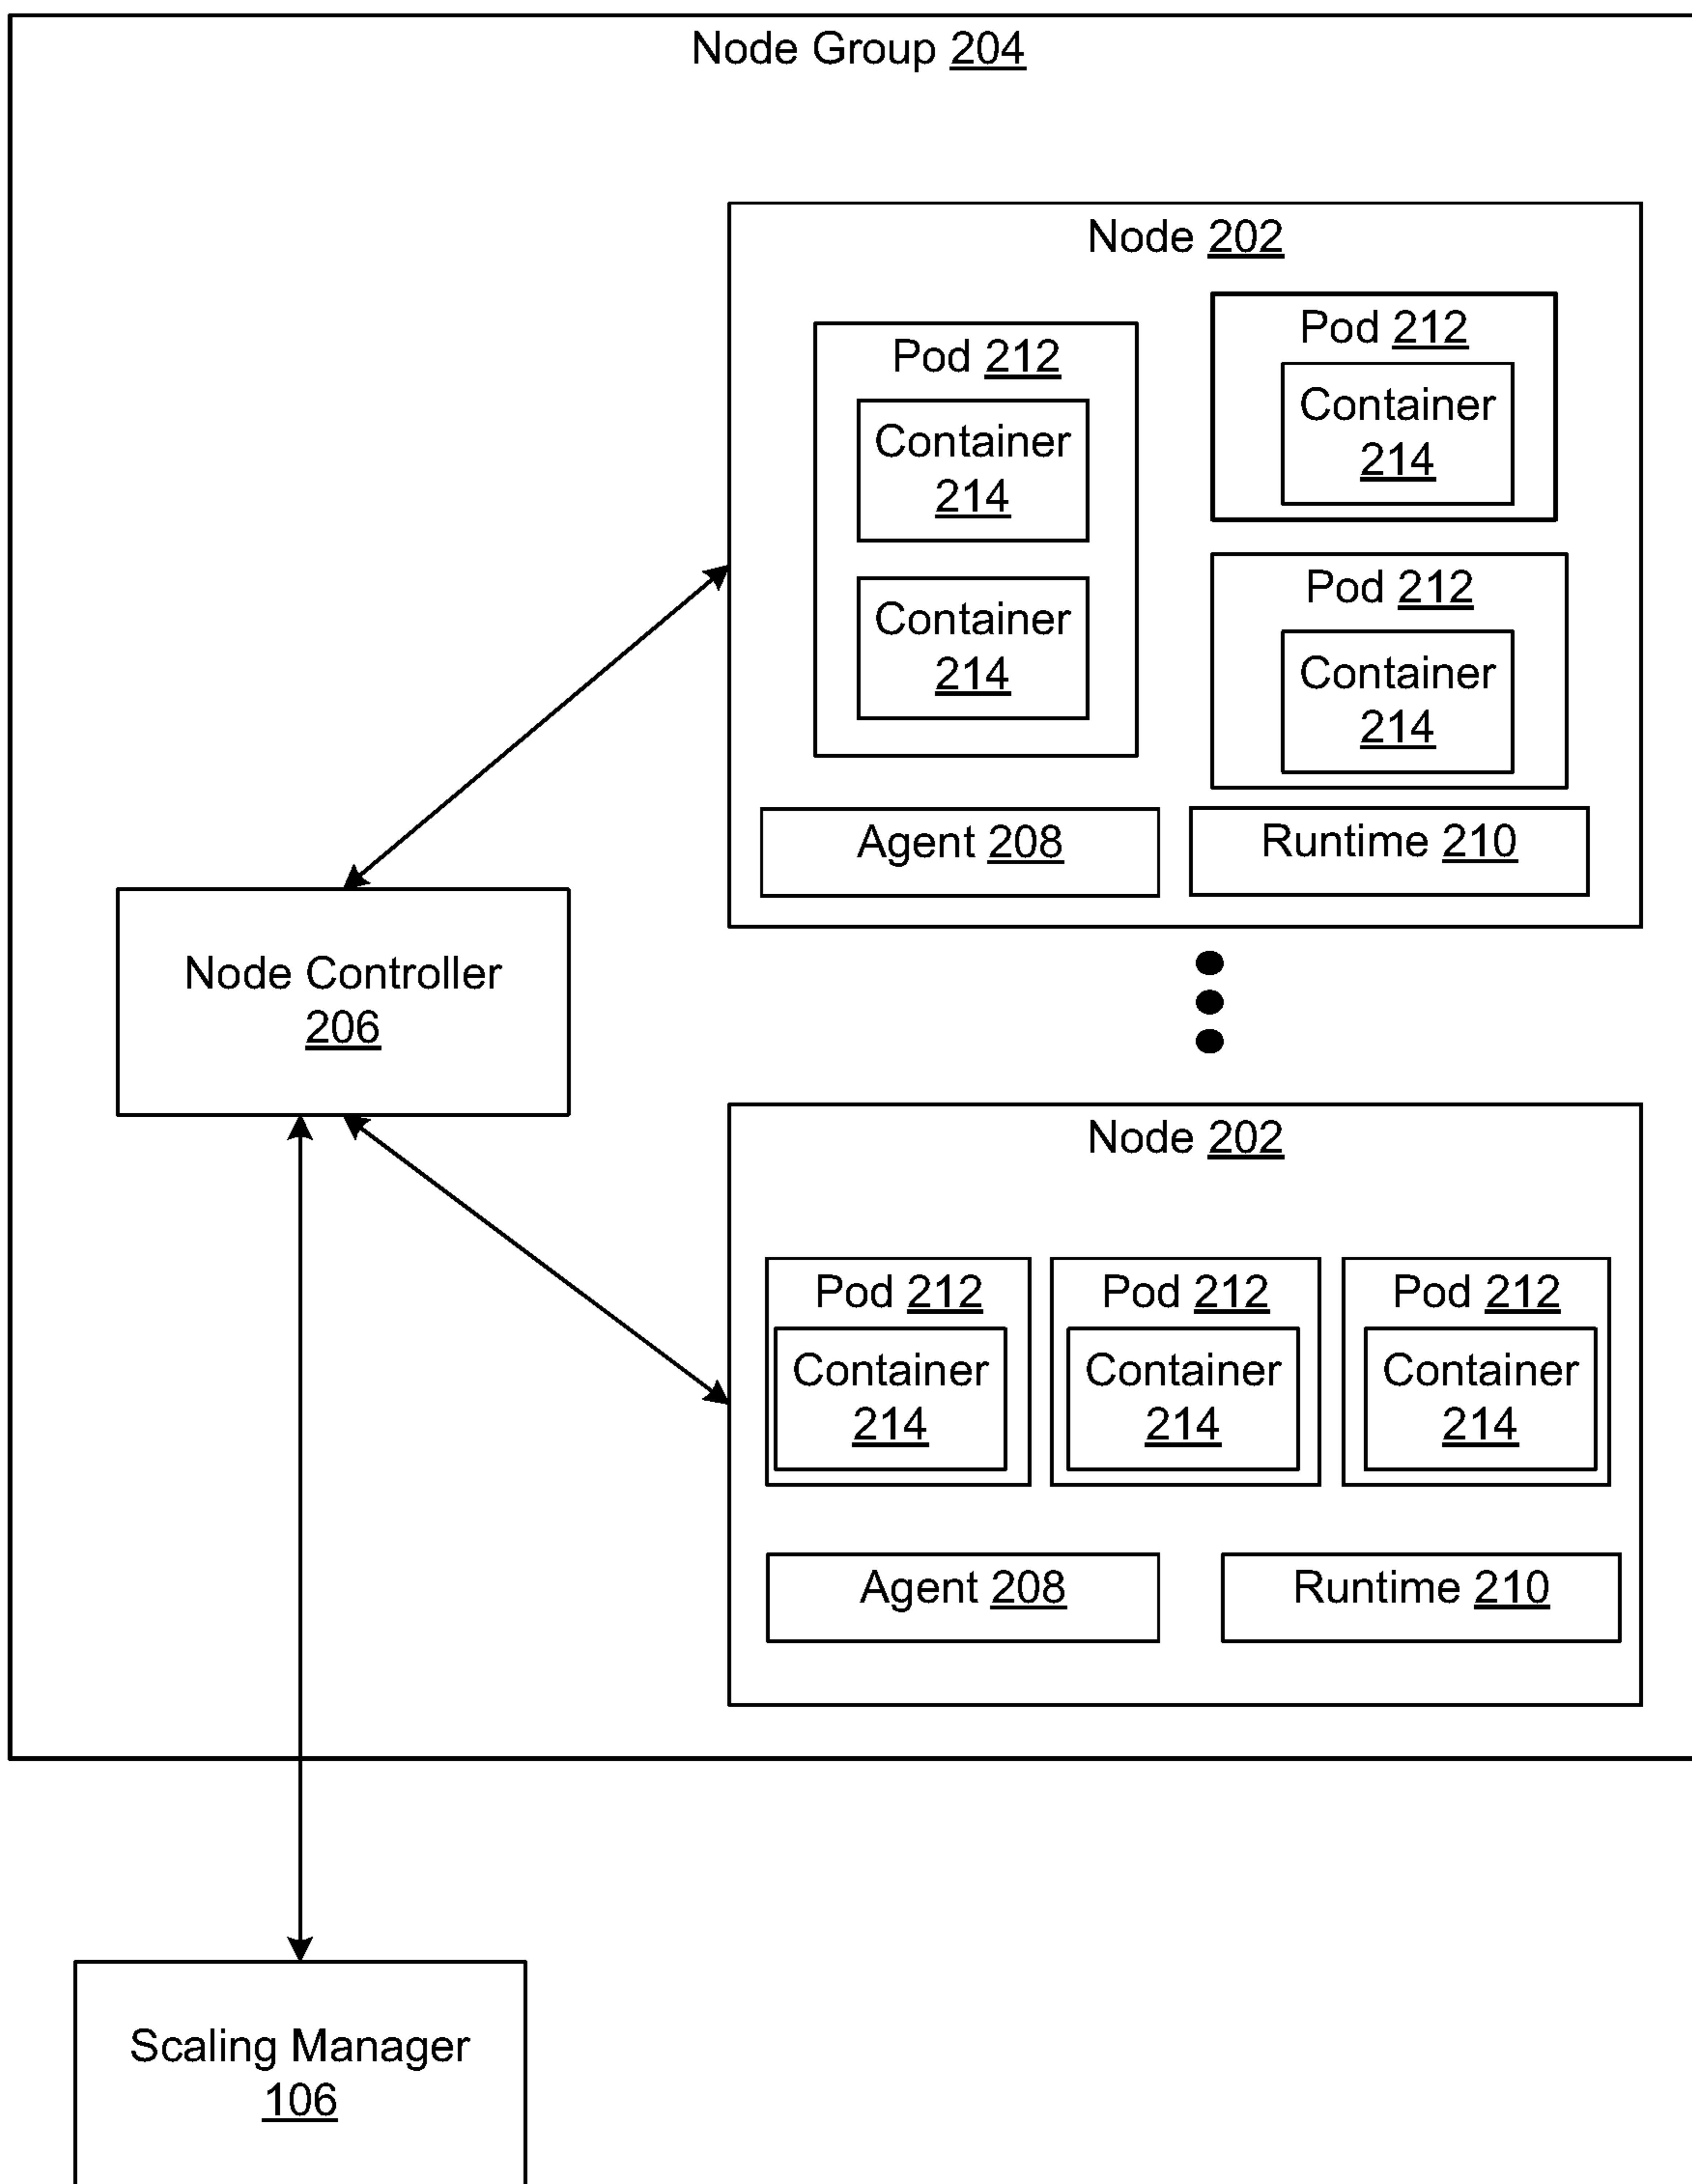 Node Group 204
Node 202
Pod 212
Container
214
Container
214
Pod 212
Container
214
Pod 212
Container
214
Agent 208
Runtime 210
Node Controller
206
Node 202
Pod 212
Container
214
Pod 212
Container
214
Pod 212
Container
214
Agent 208
Runtime 210
Scaling Manager
106